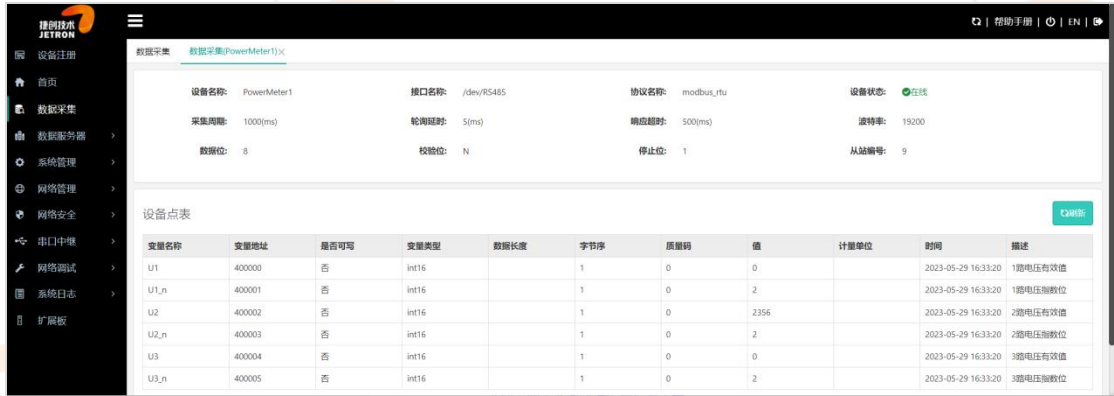 捷创技术
JETRON
帮助手册 | EN
设备注册
首页
数据采集
数据服务器
系统管理
网络管理
网络安全
串口中继
网络调试
系统日志
扩展板
数据采集 数据采集(PowerMeter1)×
设备名称: PowerMeter1 接口名称: /dev/RS485 协议名称: modbus_rtu 设备状态: 在线
采集周期: 1000(ms) 轮询延时: 5(ms) 响应超时: 500(ms) 波特率: 19200
数据位: 8 校验位: N 停止位: 1 从站编号: 9
设备点表 刷新
变量名称 变量地址 是否可写 变量类型 数据长度 字节序 质量码 值 计量单位 时间 描述
U1 400000 否 int16 1 0 0 2023-05-29 16:33:20 1路电压有效值
U1_n 400001 否 int16 1 0 2 2023-05-29 16:33:20 1路电压指数位
U2 400002 否 int16 1 0 2356 2023-05-29 16:33:20 2路电压有效值
U2_n 400003 否 int16 1 0 2 2023-05-29 16:33:20 2路电压指数位
U3 400004 否 int16 1 0 0 2023-05-29 16:33:20 3路电压有效值
U3_n 400005 否 int16 1 0 2 2023-05-29 16:33:20 3路电压指数位